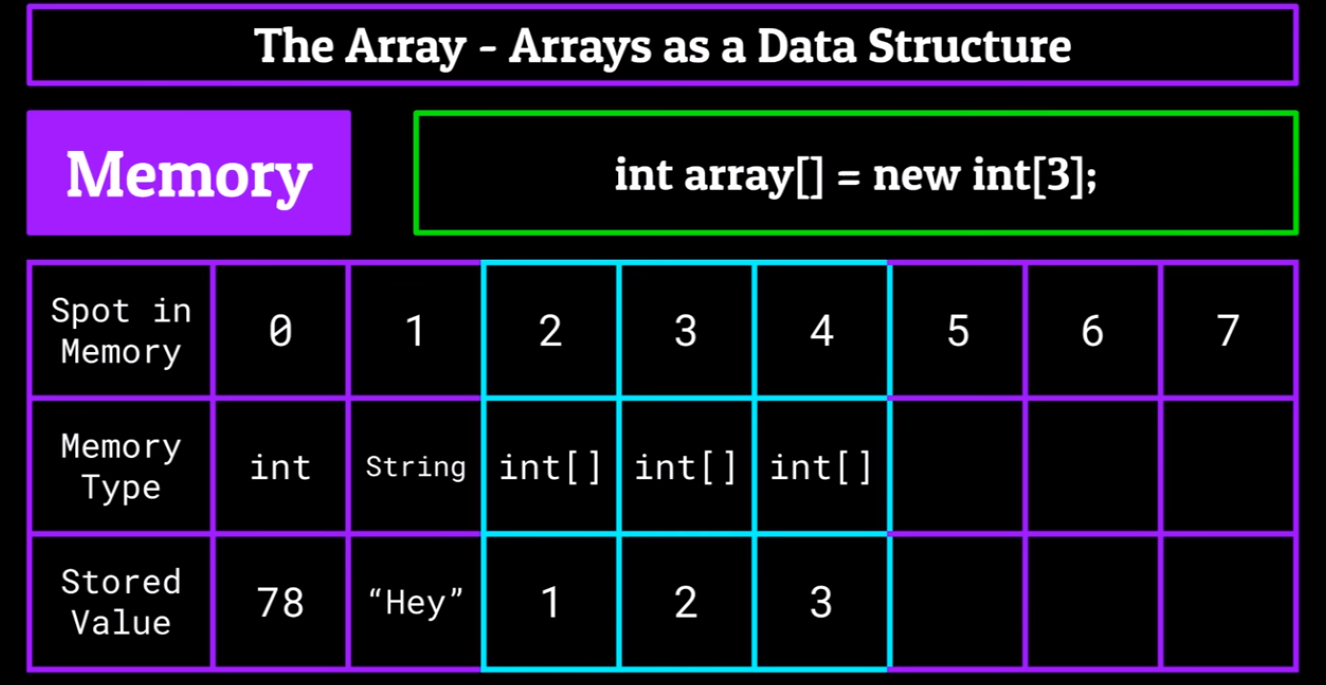 The Array - Arrays as a Data Structure
Memory
int array[] = new int[3];
Spot in
Memory
0 1 2 3 4 5 6 7
Memory
Type
int String int[] int[] int[]
Stored
Value
78 “Hey” 1 2 3